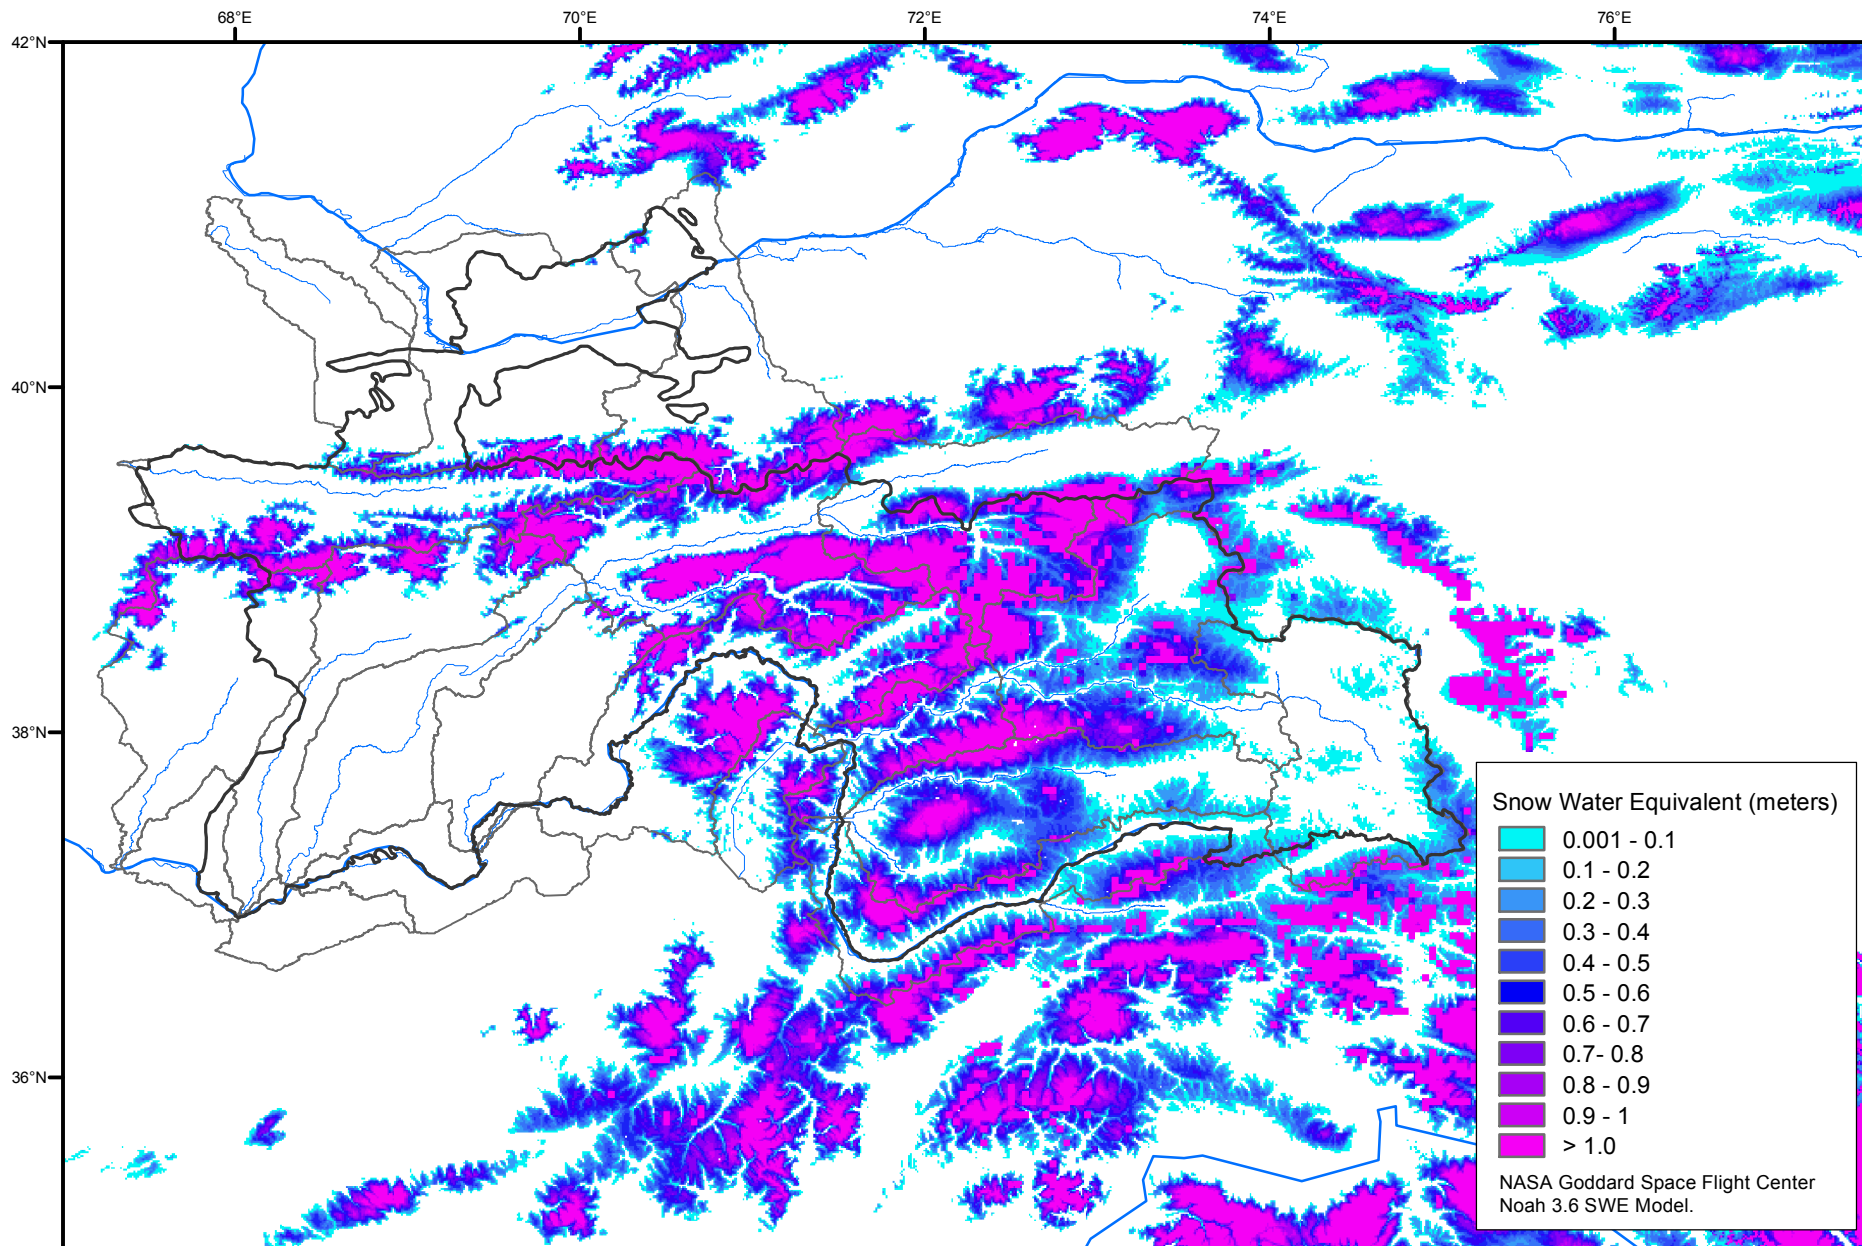 68°E
70°E
72°E
74°E
76°E
42°N
40°N
38°N
36°N
Snow Water Equivalent (meters)
0.001 - 0.1
0.1 - 0.2
0.2 - 0.3
0.3 - 0.4
0.4 - 0.5
0.5 - 0.6
0.6 - 0.7
0.7- 0.8
0.8 - 0.9
0.9 - 1
> 1.0
NASA Goddard Space Flight Center
Noah 3.6 SWE Model.